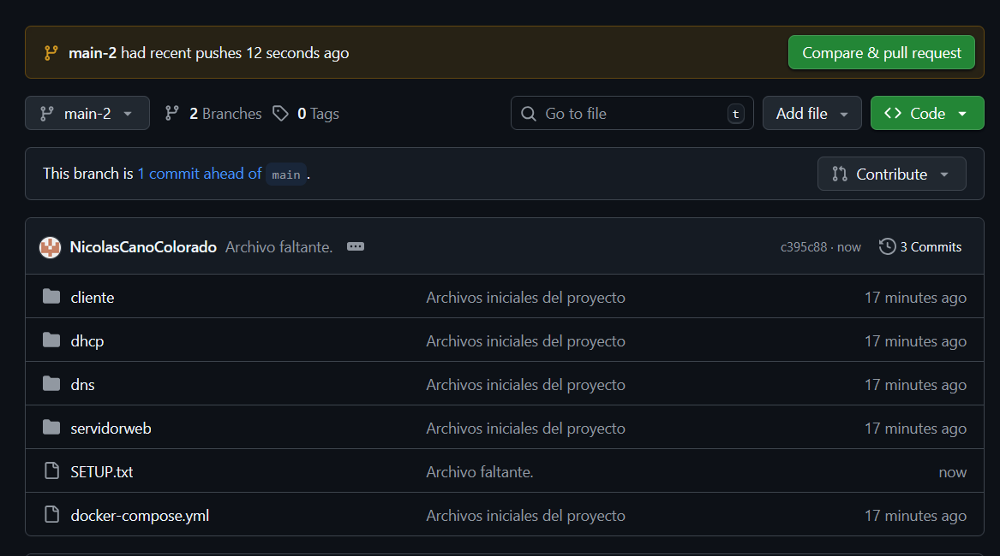 main-2 had recent pushes 12 seconds ago Compare & pull request
main-2 2 Branches 0 Tags Go to file t Add file Code
This branch is 1 commit ahead of main . Contribute
NicolasCanoColorado Archivo faltante. c395c88 · now 3 Commits
cliente Archivos iniciales del proyecto 17 minutes ago
dhcp Archivos iniciales del proyecto 17 minutes ago
dns Archivos iniciales del proyecto 17 minutes ago
servidorweb Archivos iniciales del proyecto 17 minutes ago
SETUP.txt Archivo faltante. now
docker-compose.yml Archivos iniciales del proyecto 17 minutes ago